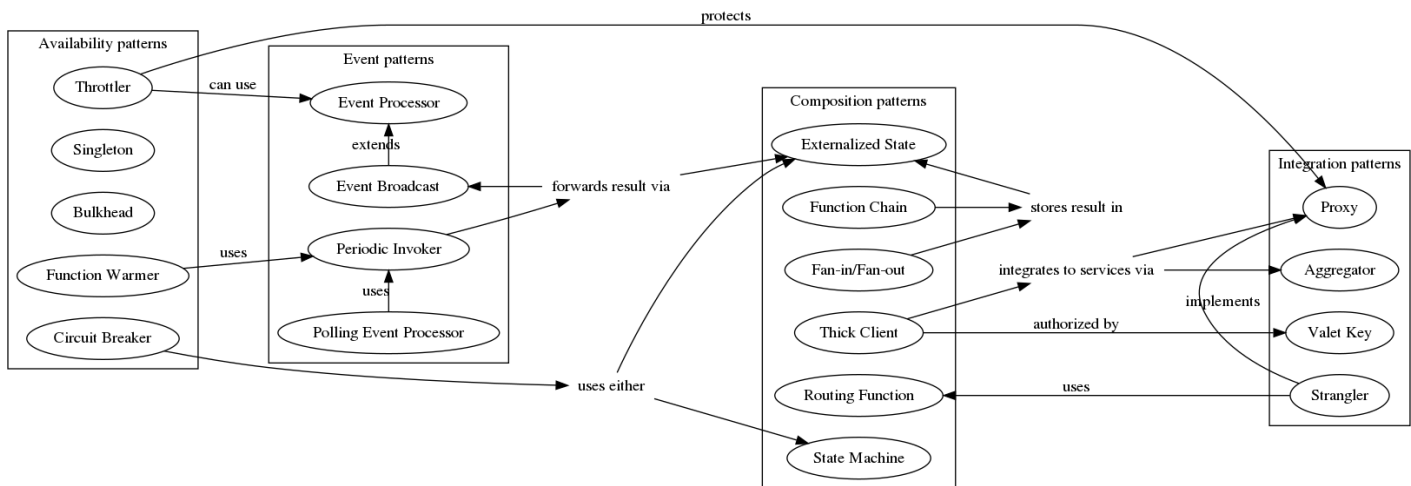 protects
Availability patterns
Throttler
Singleton
Bulkhead
Function Warmer
Circuit Breaker
can use
uses
Event patterns
Event Processor
extends
Event Broadcast
Periodic Invoker
uses
Polling Event Processor
forwards result via
uses either
Composition patterns
Externalized State
Function Chain
Fan-in/Fan-out
Thick Client
Routing Function
State Machine
stores result in
integrates to services via
authorized by
uses
implements
Integration patterns
Proxy
Aggregator
Valet Key
Strangler